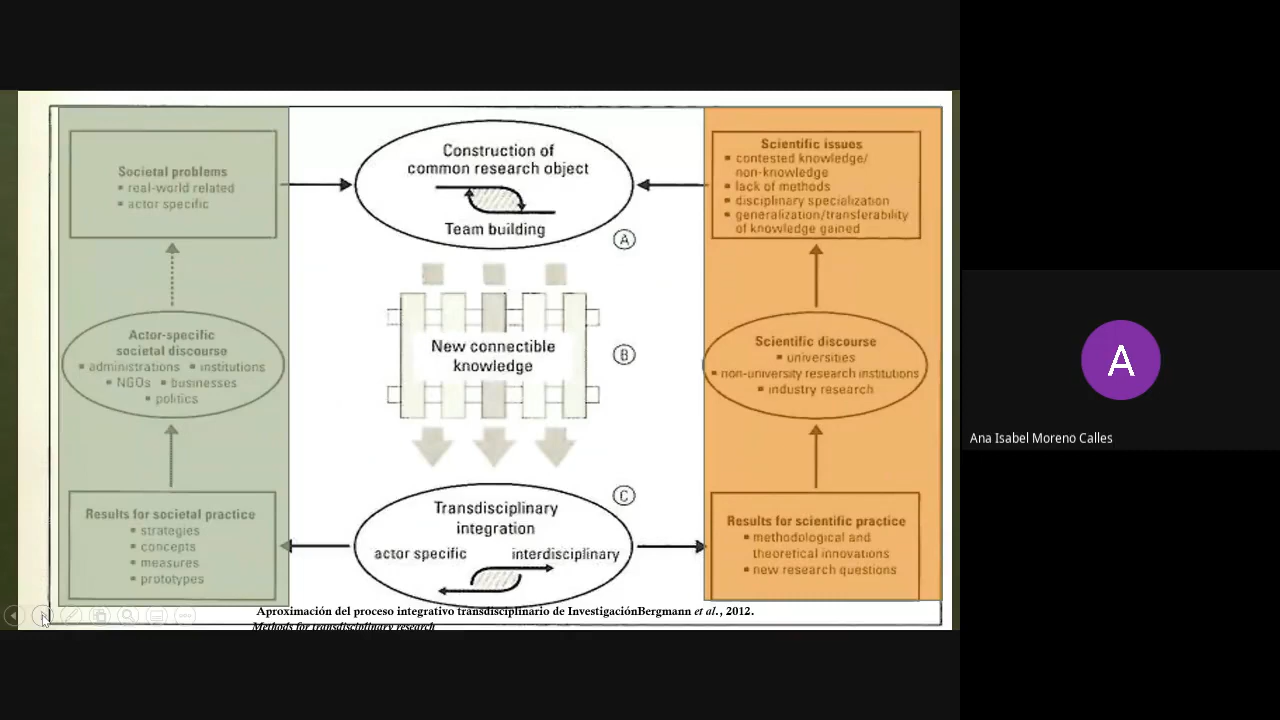 Societal problems
▪ real-world related
▪ actor specific
Actor-specific
societal discourse
▪ administrations ▪ institutions
▪ NGOs ▪ businesses
▪ politics
Results for societal practice
▪ strategies
▪ concepts
▪ measures
▪ prototypes
Construction of
common research object
Team building
A
New connectible
knowledge
B
C
Transdisciplinary
integration
actor specific
interdisciplinary
Scientific issues
▪ contested knowledge/
non-knowledge
▪ lack of methods
▪ disciplinary specialization
▪ generalization/transferability
of knowledge gained
Scientific discourse
▪ universities
▪ non-university research institutions
▪ industry research
Results for scientific practice
▪ methodological and
theoretical innovations
▪ new research questions
Aproximación del proceso integrativo transdisciplinario de InvestigaciónBergmann et al., 2012.
Methods for transdisciplinary research
A
Ana Isabel Moreno Calles